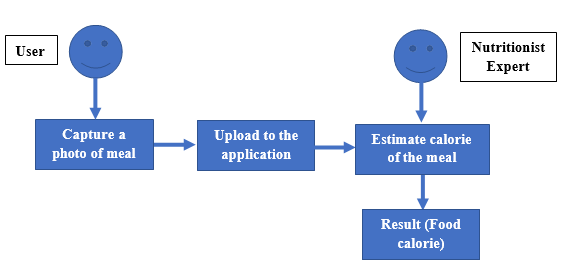 User
Nutritionist
Expert
Capture a
photo of meal
Upload to the
application
Estimate calorie
of the meal
Result (Food
calorie)